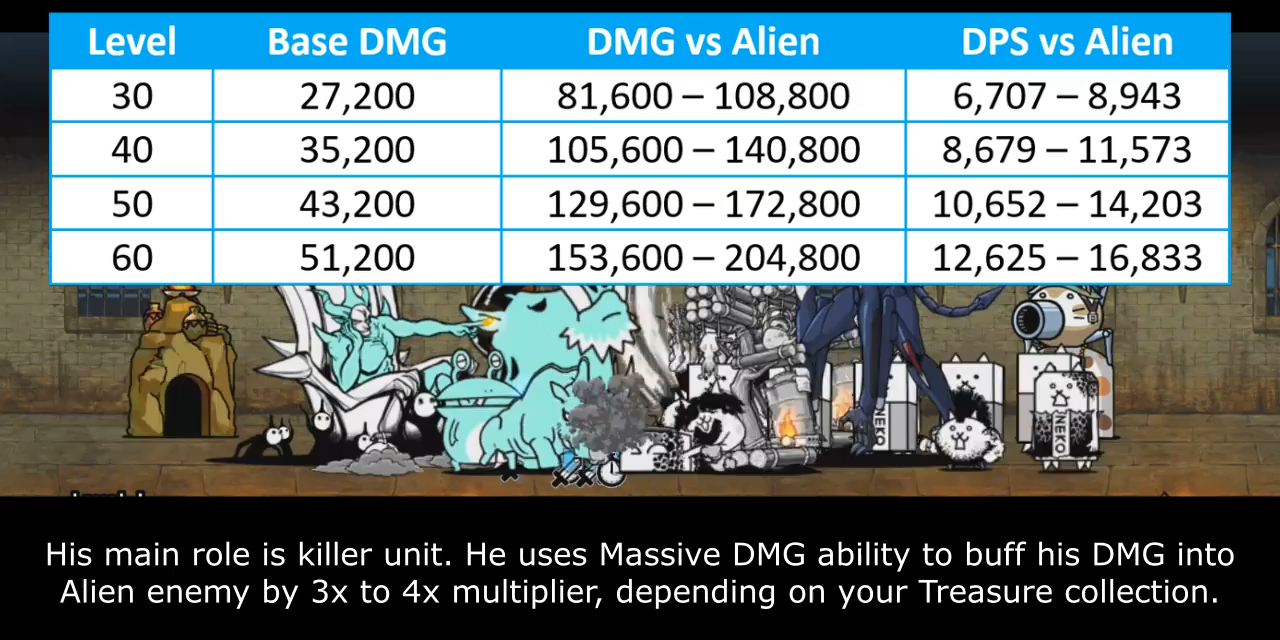 Level Base DMG DMG vs Alien DPS vs Alien
30 27,200 81,600 – 108,800 6,707 – 8,943
40 35,200 105,600 – 140,800 8,679 – 11,573
50 43,200 129,600 – 172,800 10,652 – 14,203
60 51,200 153,600 – 204,800 12,625 – 16,833
NEKO
NEKO
His main role is killer unit. He uses Massive DMG ability to buff his DMG into
Alien enemy by 3x to 4x multiplier, depending on your Treasure collection.